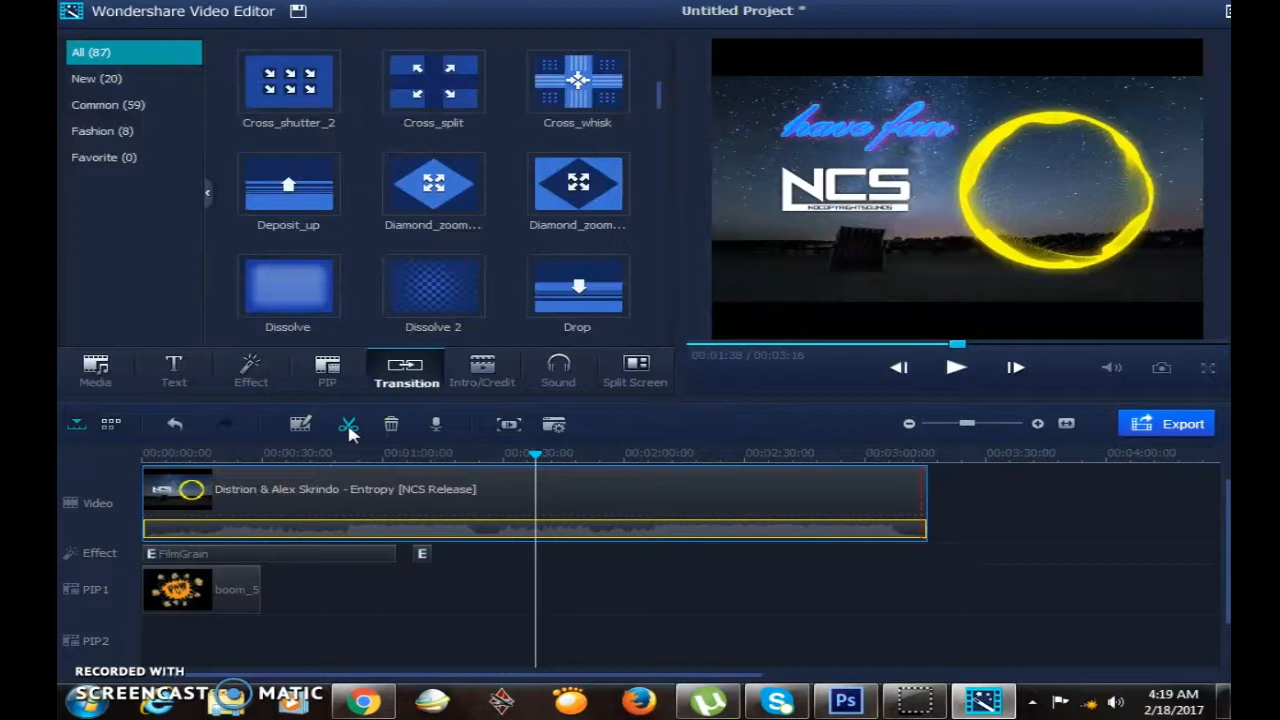 Wondershare Video Editor
Untitled Project *
All (87)
New (20)
Common (59)
Fashion (8)
Favorite (0)
Cross_shutter_2
Cross_split
Cross_whisk
Deposit_up
Diamond_zoom...
Diamond_zoom...
Dissolve
Dissolve 2
Drop
have fun
NCS
NOCOPYRIGHTSOUNDS
Media
Text
Effect
PIP
Transition
Intro/Credit
Sound
Split Screen
00:01:38 / 00:03:16
Export
00:00:00:00
00:00:30:00
00:01:00:00
00:02:00:00
00:02:30:00
00:03:00:00
00:03:30:00
00:04:00:00
Video
NCS
Distrion & Alex Skrindo - Entropy [NCS Release]
Effect
E FilmGrain
E
PIP1
boom_5
PIP2
RECORDED WITH
SCREENCAST MATIC
Ps
4:19 AM
2/18/2017